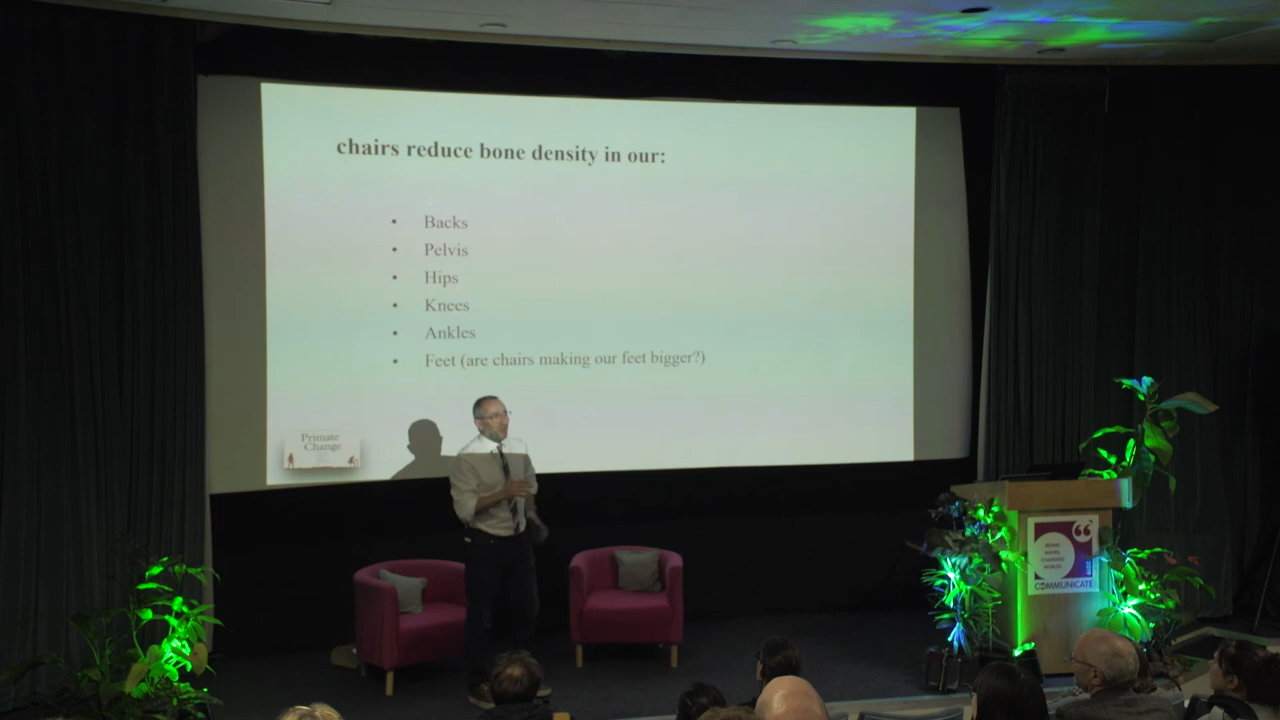 chairs reduce bone density in our:
• Backs
• Pelvis
• Hips
• Knees
• Ankles
• Feet (are chairs making our feet bigger?)
Primate
Change
COMMUNICATE